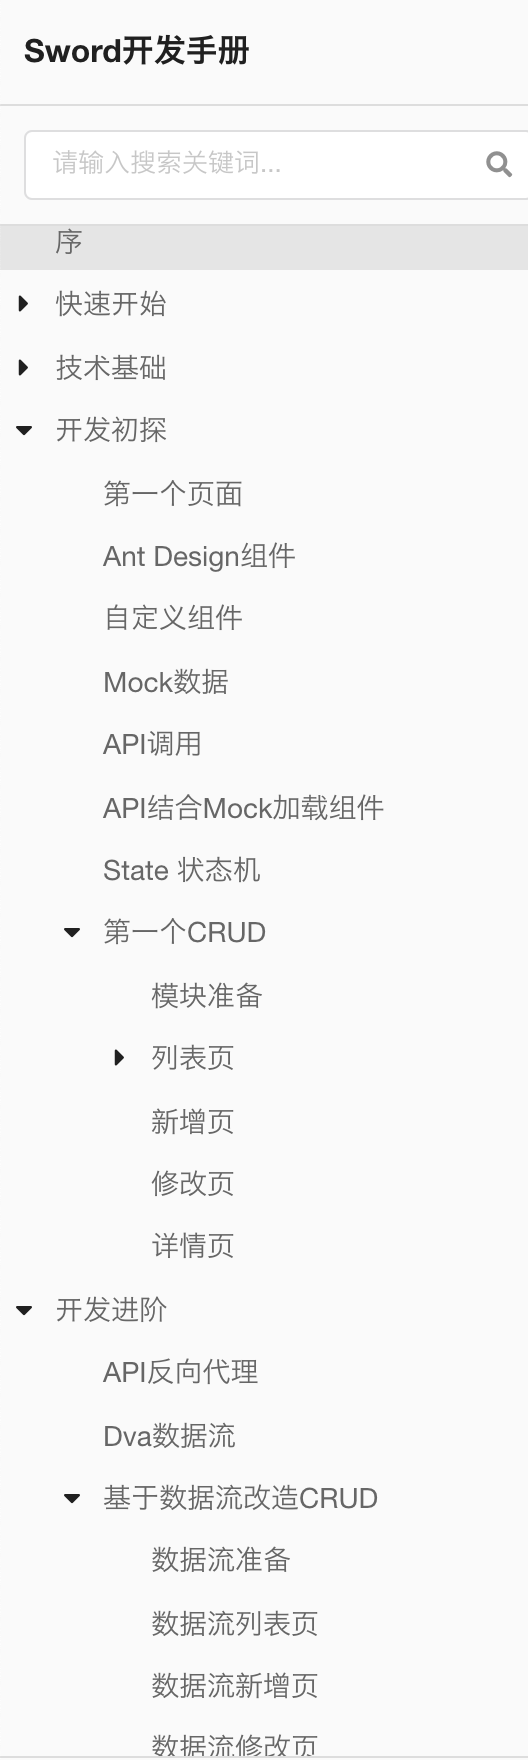 Sword开发手册
请输入搜索关键词...
序
快速开始
技术基础
开发初探
第一个页面
Ant Design组件
自定义组件
Mock数据
API调用
API结合Mock加载组件
State 状态机
第一个CRUD
模块准备
列表页
新增页
修改页
详情页
开发进阶
API反向代理
Dva数据流
基于数据流改造CRUD
数据流准备
数据流列表页
数据流新增页
数据流修改页